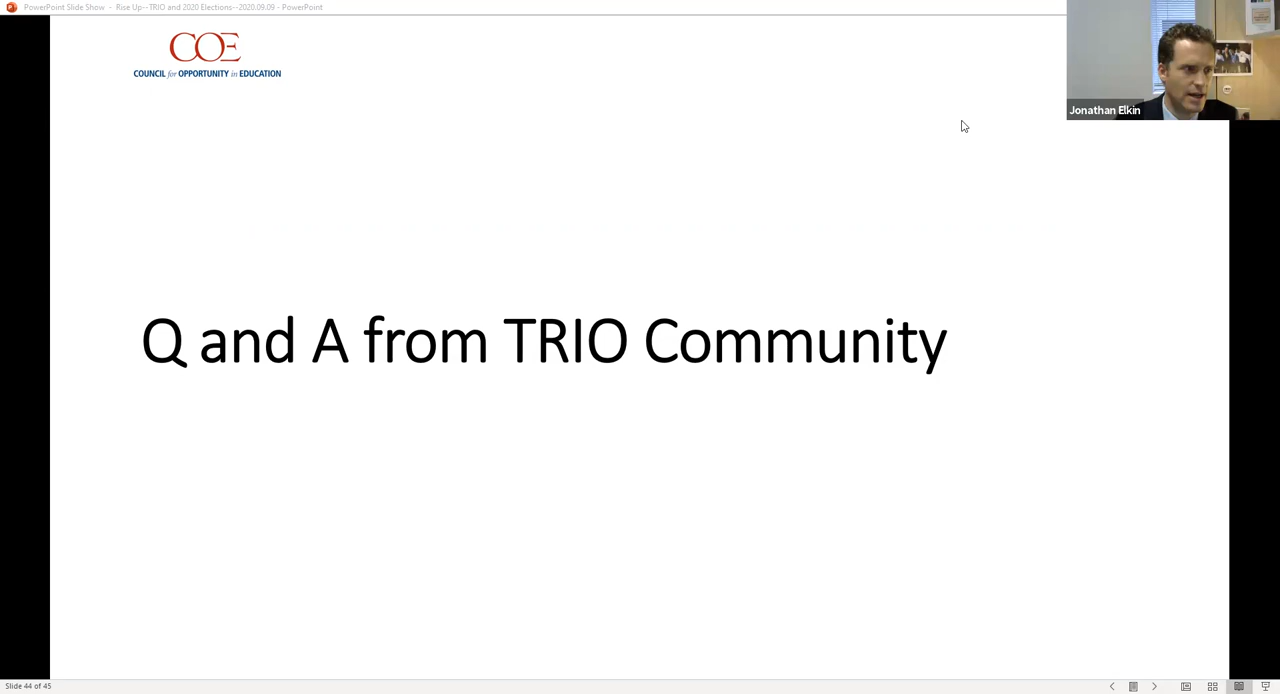 PowerPoint Slide Show - Rise Up--TRIO and 2020 Elections--2020.09.09 - PowerPoint
COE
COUNCIL for OPPORTUNITY in EDUCATION
Jonathan Elkin
Q and A from TRIO Community
Slide 44 of 45